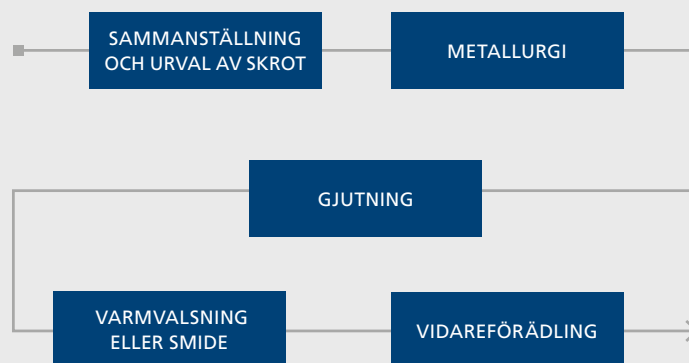 SAMMANSTÄLLNING
OCH URVAL AV SKROT
METALLURGI
GJUTNING
VARMVALSNING
ELLER SMIDE
VIDAREFÖRÄDLING